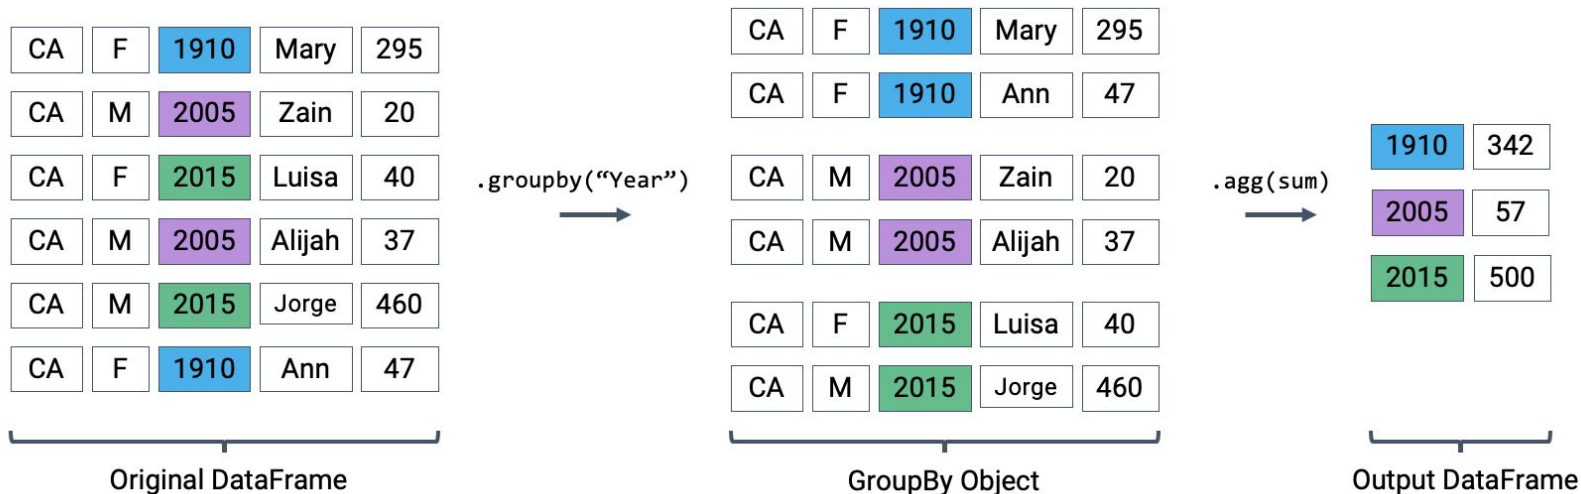 CA F 1910 Mary 295
CA M 2005 Zain 20
CA F 2015 Luisa 40
CA M 2005 Alijah 37
CA M 2015 Jorge 460
CA F 1910 Ann 47
Original DataFrame
.groupby(“Year”)
CA F 1910 Mary 295
CA F 1910 Ann 47
CA M 2005 Zain 20
CA M 2005 Alijah 37
CA F 2015 Luisa 40
CA M 2015 Jorge 460
GroupBy Object
.agg(sum)
1910 342
2005 57
2015 500
Output DataFrame